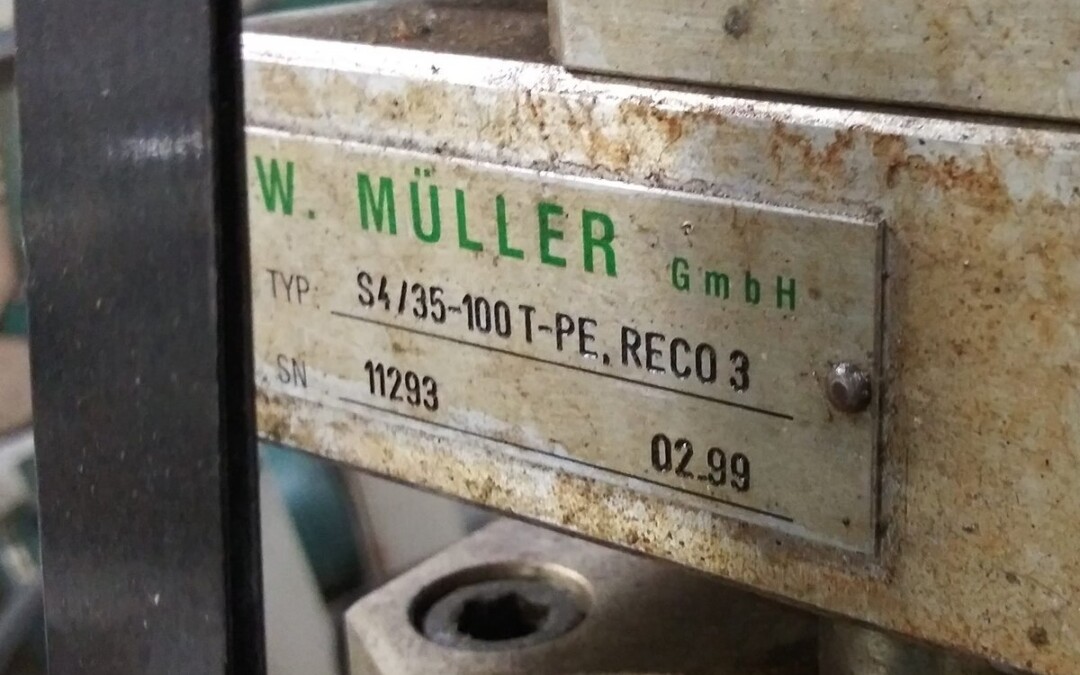 W. MÜLLER GmbH
TYP S4/35-100 T-PE. RECO 3
SN 11293
02.99